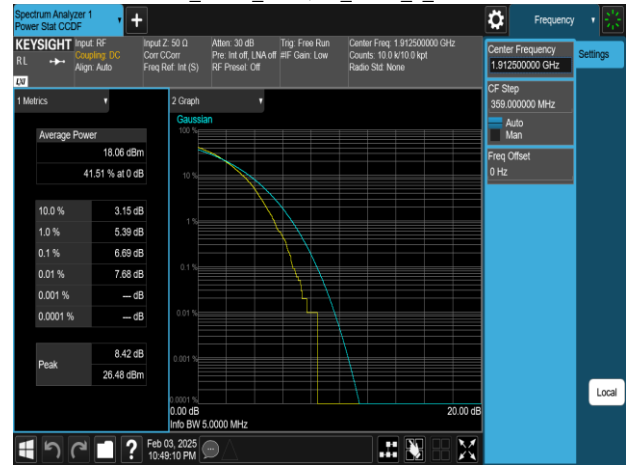 Spectrum Analyzer 1
Power Stat CCDF
Frequency
KEYSIGHT
RL
LXI
Input: RF
Coupling: DC
Align: Auto
Input Z: 50 Ω
Corr CCorr
Freq Ref: Int (S)
Atten: 30 dB
Pre: Int off, LNA off
RF Presel: Off
Trig: Free Run
#IF Gain: Low
Center Freq: 1.912500000 GHz
Counts: 10.0 k/10.0 kpt
Radio Std: None
Center Frequency
1.912500000 GHz
Settings
CF Step
359.000000 MHz
Auto
Man
Freq Offset
0 Hz
1 Metrics
Average Power
18.06 dBm
41.51 % at 0 dB
10.0 % 3.15 dB
1.0 % 5.39 dB
0.1 % 6.69 dB
0.01 % 7.68 dB
0.001 % --- dB
0.0001 % --- dB
Peak
8.42 dB
26.48 dBm
2 Graph
Gaussian
100 %
10 %
1 %
0.1 %
0.01 %
0.001 %
0.0001 %
0.00 dB 20.00 dB
Info BW 5.0000 MHz
Local
?
Feb 03, 2025
10:49:10 PM